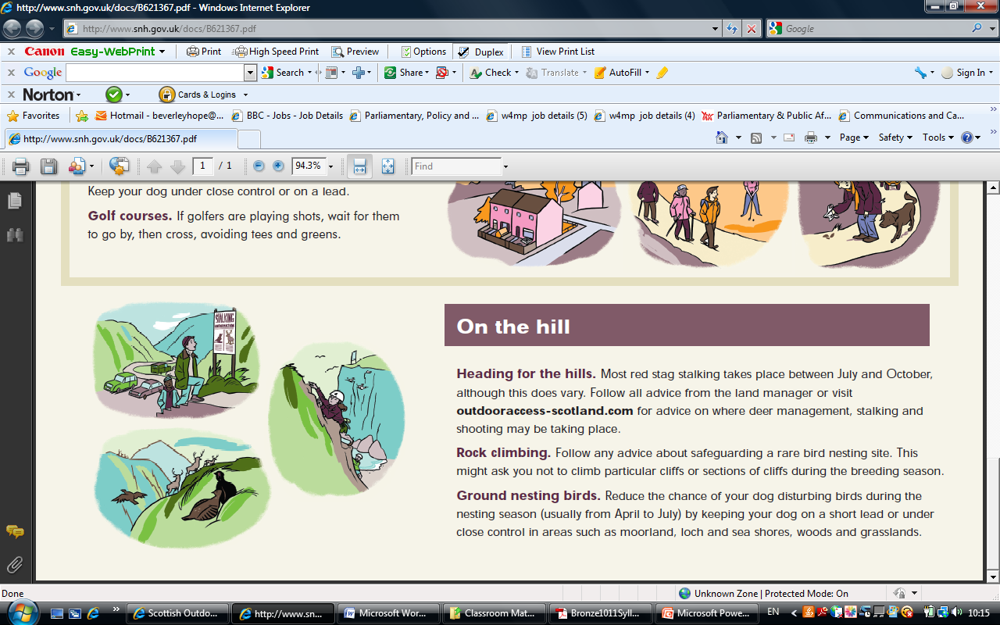 http://www.snh.gov.uk/docs/B621367.pdf - Windows Internet Explorer
http://www.snh.gov.uk/docs/B621367.pdf
Google
x Canon Easy-WebPrint Print High Speed Print Preview Options Duplex View Print List
x Google Search Share Check Translate AutoFill Sign In
x Norton Cards & Logins
Favorites Hotmail - beverleyhope@... BBC - Jobs - Job Details Parliamentary, Policy and ... w4mp job details (5) w4mp job details (4) Parliamentary & Public Af... Communications and Ca...
http://www.snh.gov.uk/docs/B621367.pdf Page Safety Tools
1 / 1 94.3% Find
Keep your dog under close control or on a lead.
Golf courses. If golfers are playing shots, wait for them
to go by, then cross, avoiding tees and greens.
STALKING
INFORMATION
On the hill
Heading for the hills. Most red stag stalking takes place between July and October,
although this does vary. Follow all advice from the land manager or visit
outdooraccess-scotland.com for advice on where deer management, stalking and
shooting may be taking place.
Rock climbing. Follow any advice about safeguarding a rare bird nesting site. This
might ask you not to climb particular cliffs or sections of cliffs during the breeding season.
Ground nesting birds. Reduce the chance of your dog disturbing birds during the
nesting season (usually from April to July) by keeping your dog on a short lead or under
close control in areas such as moorland, loch and sea shores, woods and grasslands.
Done Unknown Zone | Protected Mode: On
Scottish Outdo... http://www.sn... Microsoft Wor... Classroom Mat... Bronze1011Syll... Microsoft Powe... EN 10:15